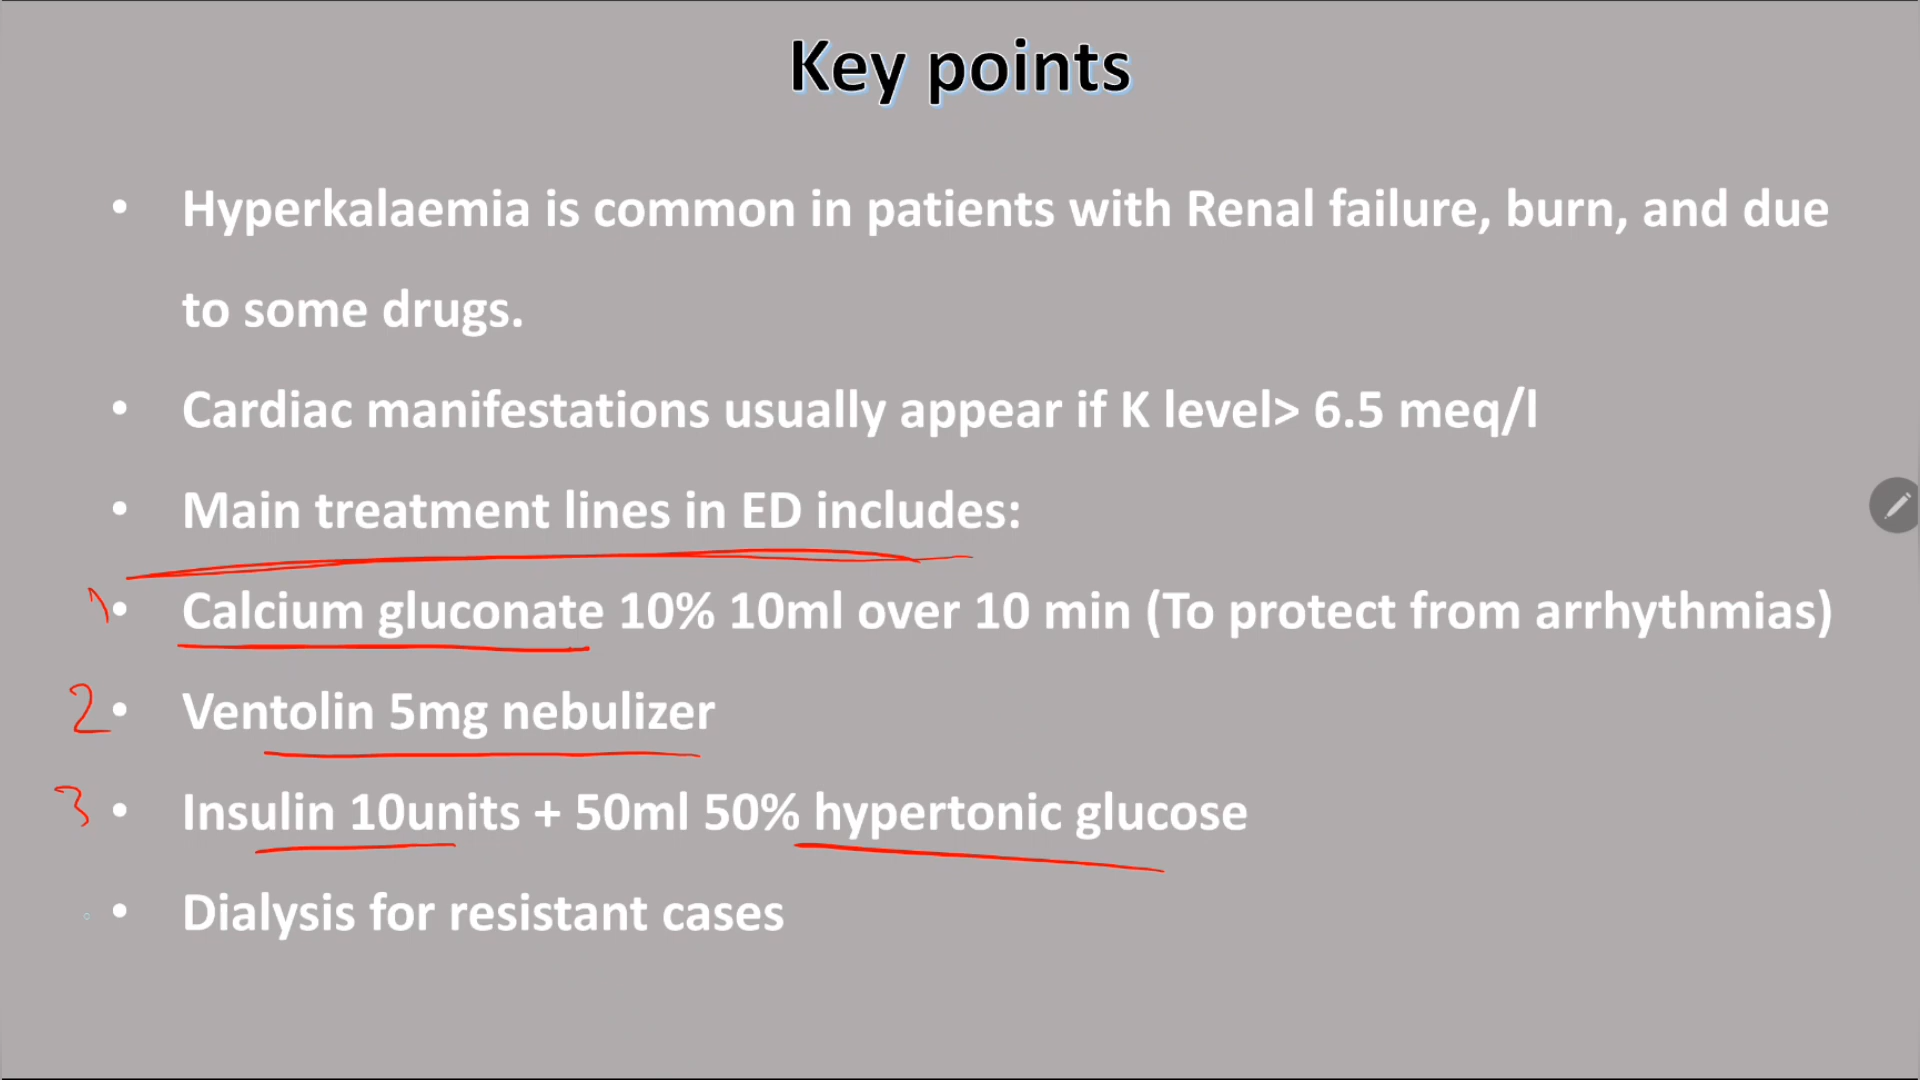 Key points
• Hyperkalaemia is common in patients with Renal failure, burn, and due
to some drugs.
• Cardiac manifestations usually appear if K level> 6.5 meq/l
• Main treatment lines in ED includes:
1 • Calcium gluconate 10% 10ml over 10 min (To protect from arrhythmias)
2 • Ventolin 5mg nebulizer
3 • Insulin 10units + 50ml 50% hypertonic glucose
• Dialysis for resistant cases